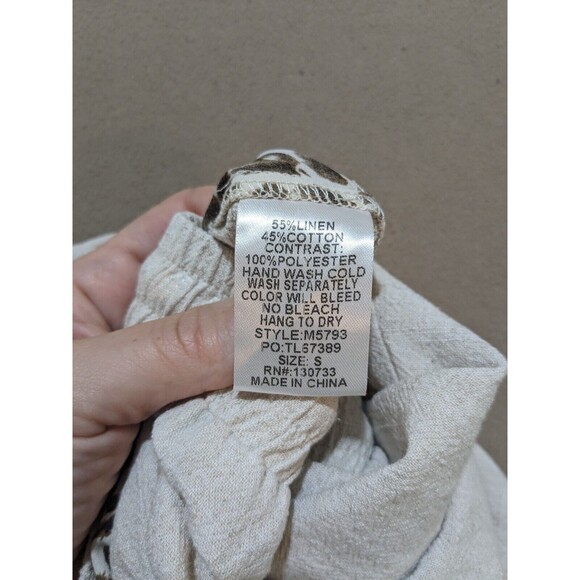 55%LINEN
45%COTTON
CONTRAST:
100%POLYESTER
HAND WASH COLD
WASH SEPARATELY
COLOR WILL BLEED
NO BLEACH
HANG TO DRY
STYLE:M5793
PO:TL67389
SIZE: S
RN#:130733
MADE IN CHINA